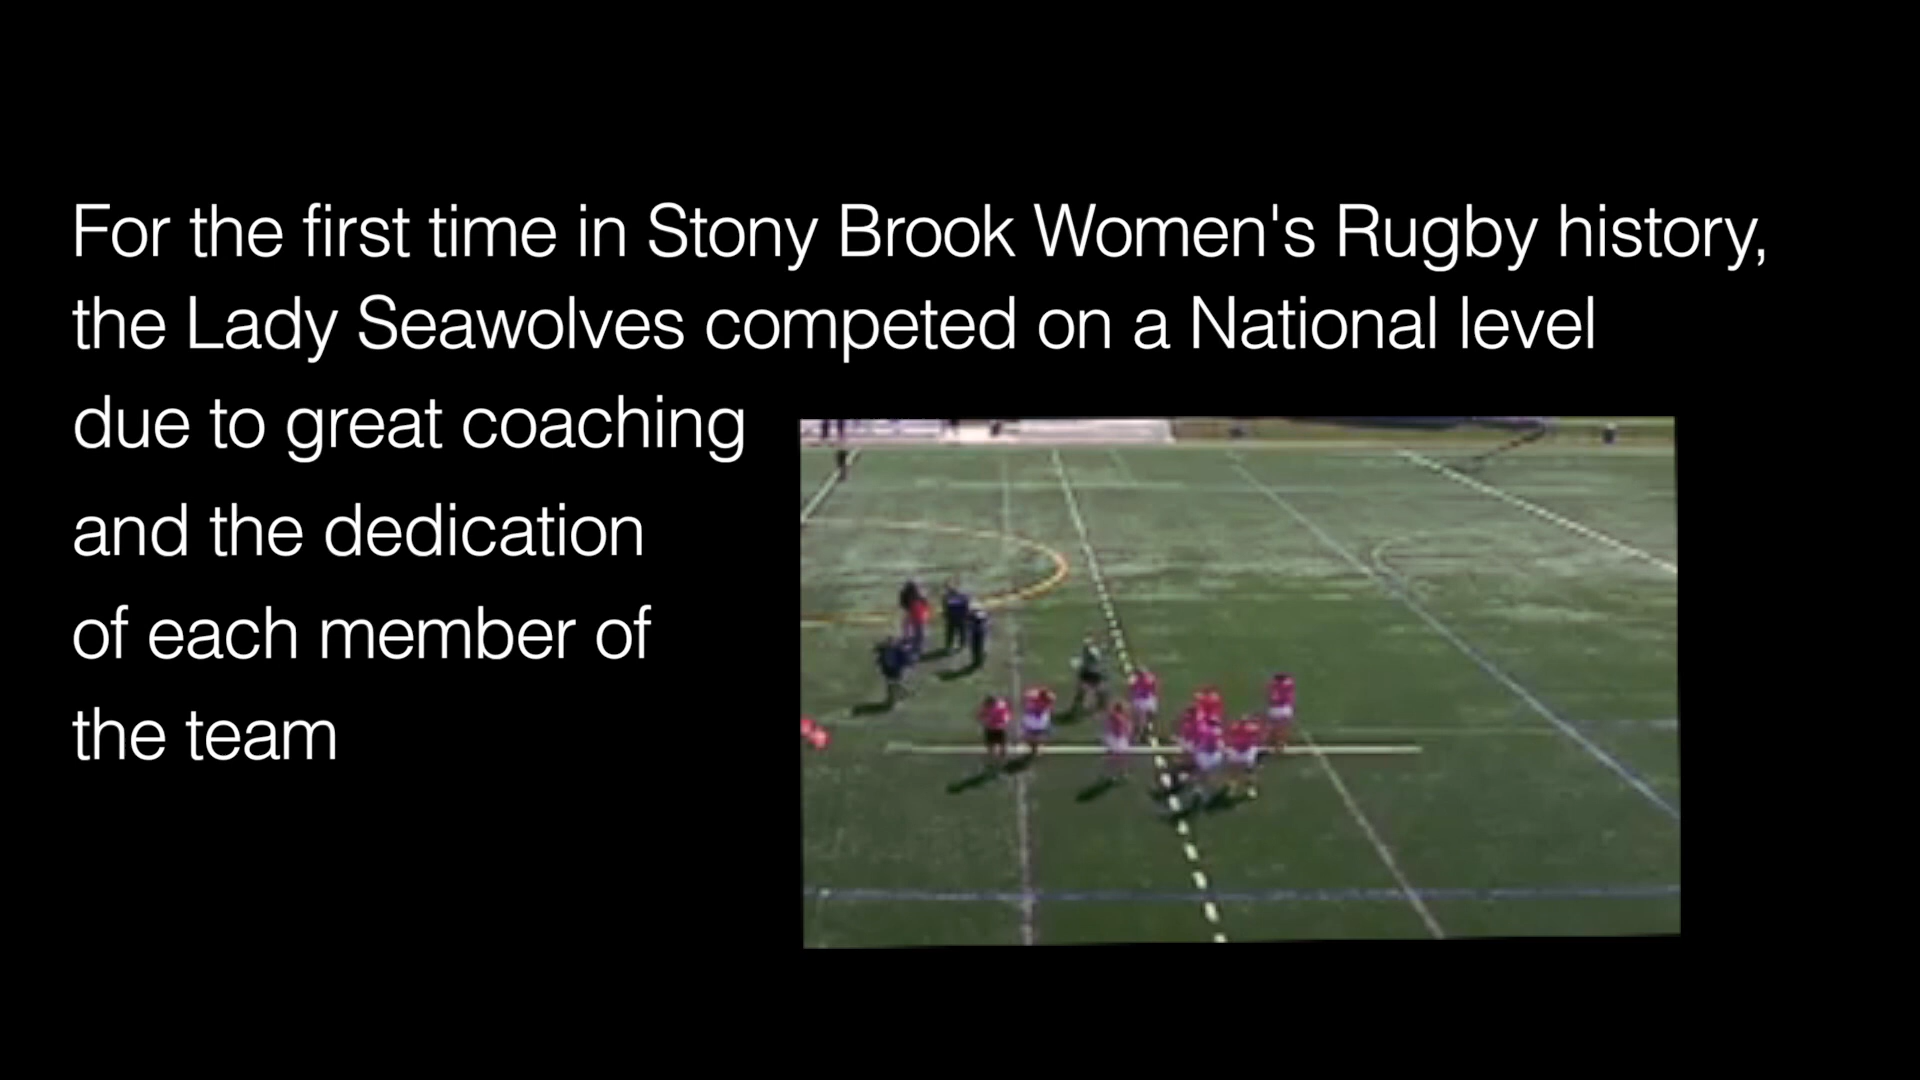 For the first time in Stony Brook Women's Rugby history,
the Lady Seawolves competed on a National level
due to great coaching
and the dedication
of each member of
the team